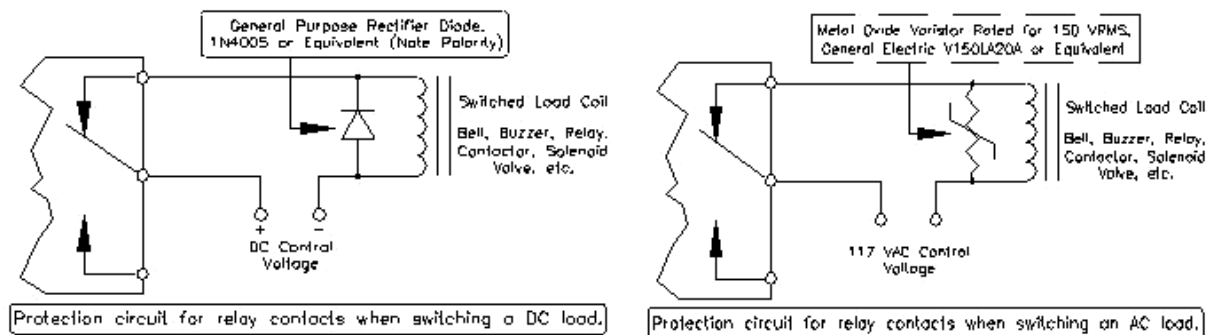 General Purpose Rectifier Diode.
1N4005 or Equivalent (Note Polarity)
Switched Load Coil
Bell, Buzzer, Relay.
Contactor, Solenoid
Valve, etc.
+ −
DC Control
Voltage
Protection circuit for relay contacts when switching a DC load.
Metal Oxide Varistor Rated for 150 VRMS,
General Electric V150LA20A or Equivalent
Switched Load Coil
Bell, Buzzer, Relay,
Contactor, Solenoid
Valve, etc.
117 VAC Control
Voltage
Protection circuit for relay contacts when switching an AC load.